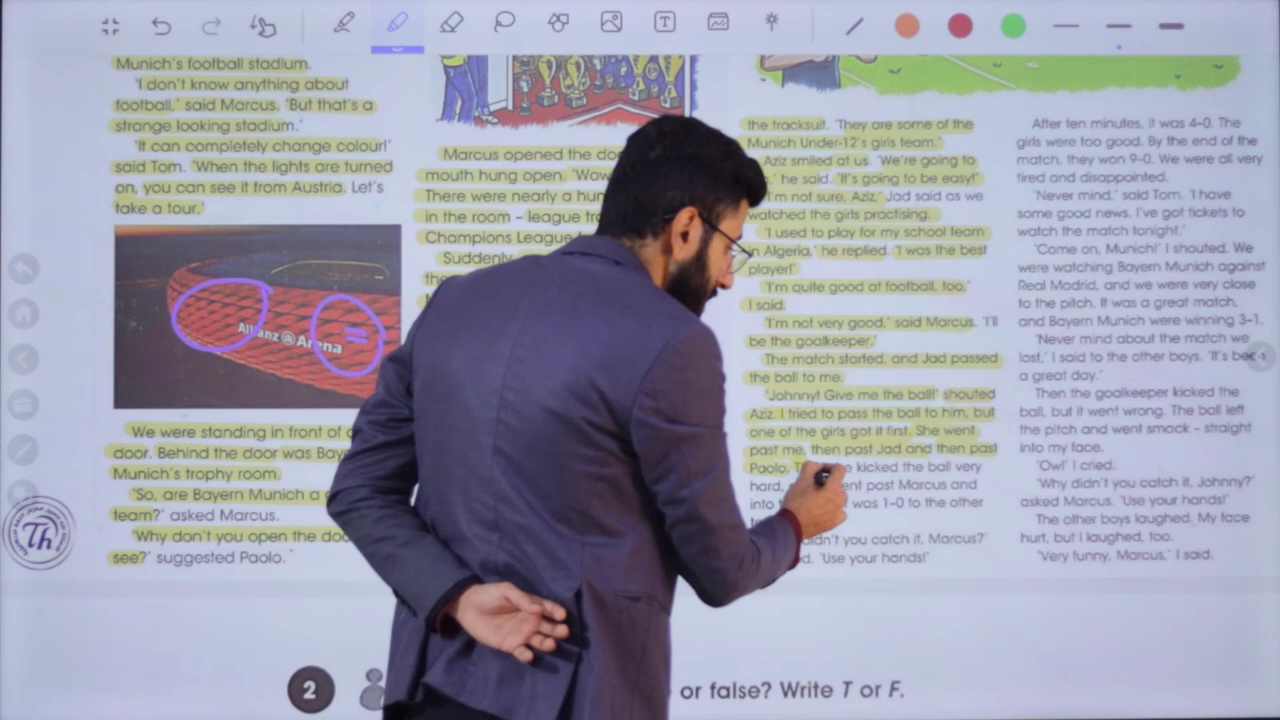 Munich's football stadium.
'I don't know anything about
football,' said Marcus. 'But that's a
strange looking stadium.'
'It can completely change colour!'
said Tom. 'When the lights are turned
on, you can see it from Austria. Let's
take a tour.'
Allianz Arena
We were standing in front of
door. Behind the door was
Munich's trophy room.
'So, are Bayern Munich a
team?' asked Marcus.
'Why don't you open the
see?' suggested Paolo.
Marcus opened the
mouth hung open. 'Wow
There were nearly a
in the room – league
Champions League
Suddenly
the tracksuit. 'They are some of the
Munich Under-12's girls team.'
Aziz smiled at us. 'We're going to
he said. 'It's going to be easy!'
'I'm not sure, Aziz,' Jad said as we
watched the girls practising.
'I used to play for my school team
in Algeria,' he replied. 'I was the best
player!'
'I'm quite good at football, too,'
I said.
'I'm not very good,' said Marcus. 'I'll
be the goalkeeper.'
The match started, and Jad passed
the ball to me.
'Johnny! Give me the ball!' shouted
Aziz. I tried to pass the ball to him, but
one of the girls got it first. She went
past me, then past Jad and then past
Paolo. kicked the ball very
hard, went past Marcus and
into was 1–0 to the other
didn't you catch it, Marcus?'
'Use your hands!'
After ten minutes, it was 4–0. The
girls were too good. By the end of the
match, they won 9–0. We were all very
tired and disappointed.
'Never mind,' said Tom. 'I have
some good news. I've got tickets to
watch the match tonight.'
'Come on, Munich!' I shouted. We
were watching Bayern Munich against
Real Madrid, and we were very close
to the pitch. It was a great match,
and Bayern Munich were winning 3–1.
'Never mind about the match we
lost,' I said to the other boys. 'It's been
a great day.'
Then the goalkeeper kicked the
ball, but it went wrong. The ball left
the pitch and went smack – straight
into my face.
'Ow!' I cried.
'Why didn't you catch it, Johnny?'
asked Marcus. 'Use your hands!'
The other boys laughed. My face
hurt, but I laughed, too.
'Very funny, Marcus,' I said.
Th
2 or false? Write T or F.